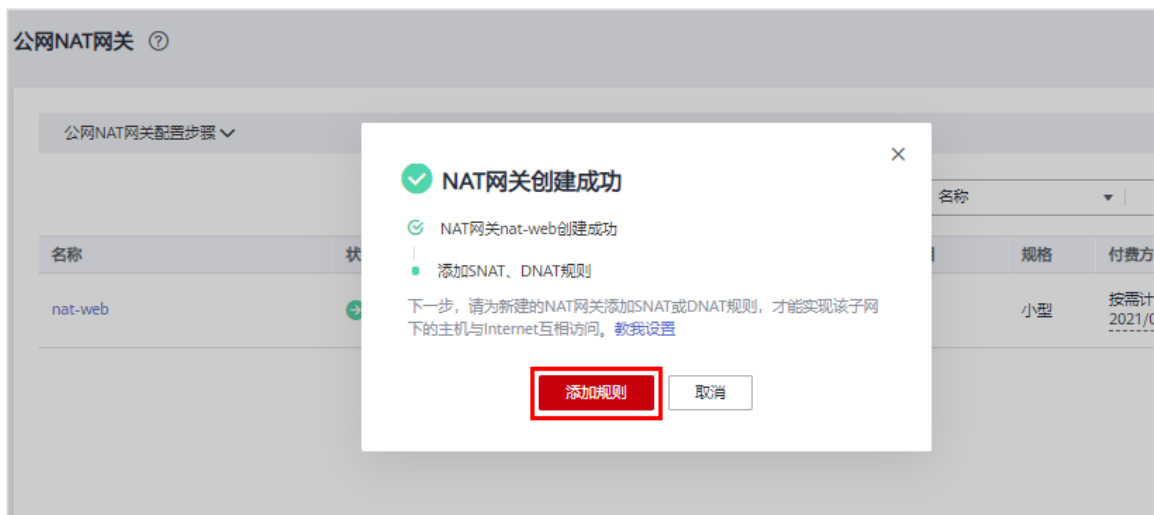 公网NAT网关
公网NAT网关配置步骤
NAT网关创建成功
名称
NAT网关nat-web创建成功
名称 状 规格 付费方
添加SNAT、DNAT规则
nat-web 小型 按需计
2021/0
下一步，请为新建的NAT网关添加SNAT或DNAT规则，才能实现该子网
下的主机与Internet互相访问。教我设置
添加规则 取消